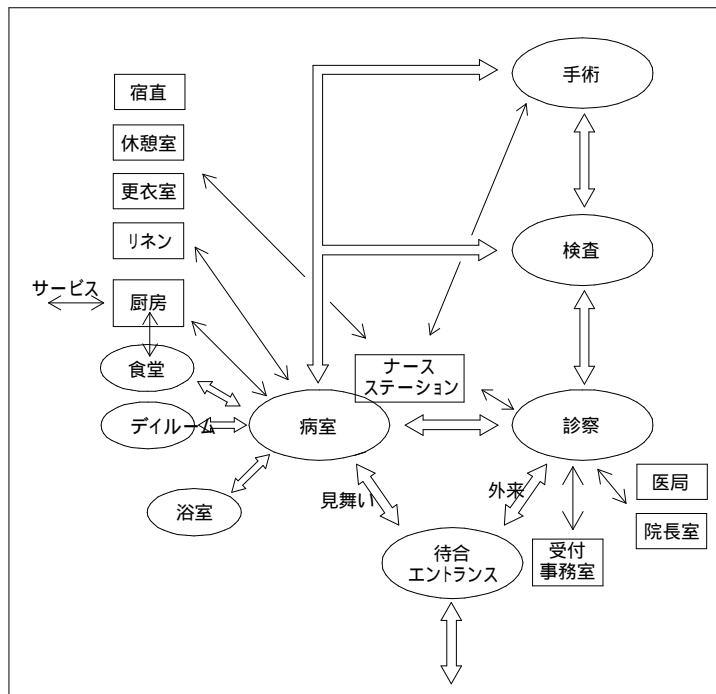 手術
宿直
休憩室
更衣室
リネン
検査
サービス
厨房
食堂
ナース
ステーション
デイルーム
病室
診察
医局
見舞い
外来
浴室
院長室
待合
エントランス
受付
事務室